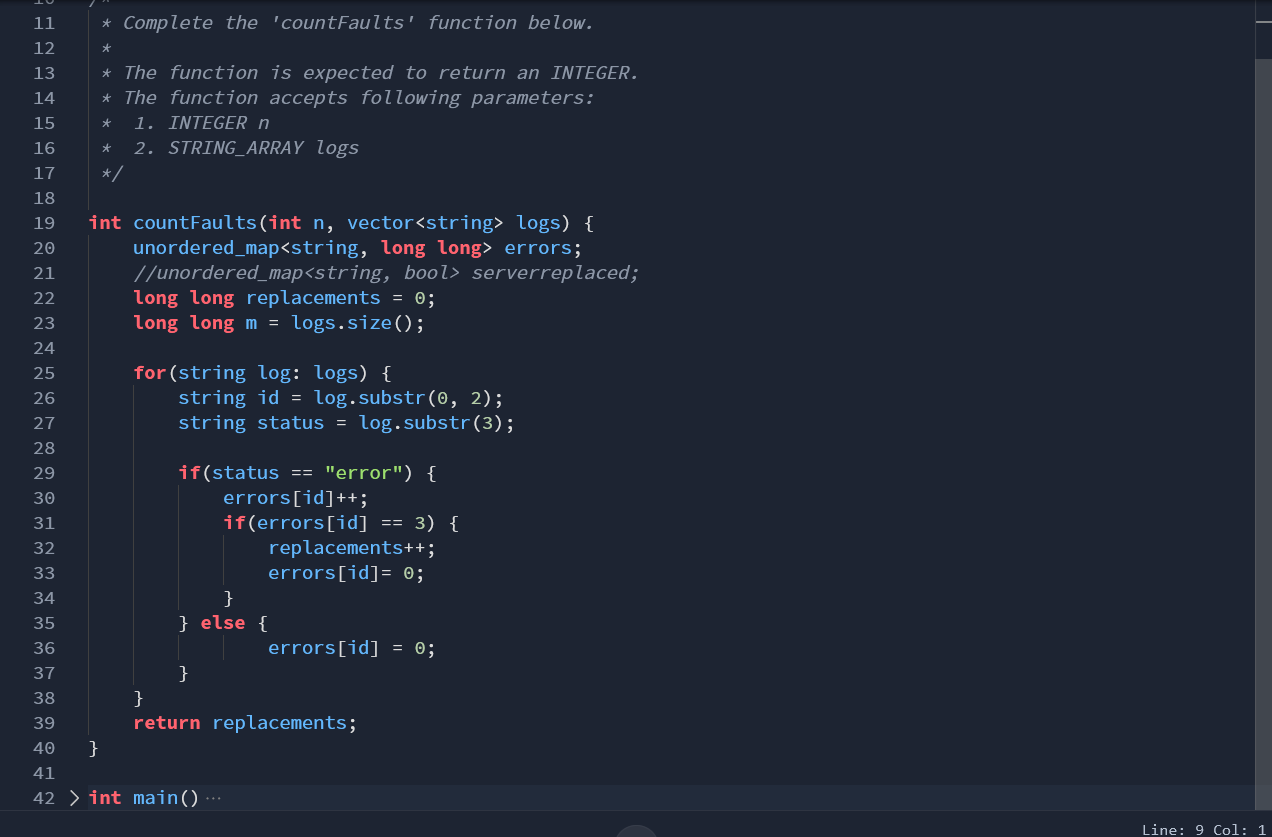 10 /*
11 * Complete the 'countFaults' function below.
12 *
13 * The function is expected to return an INTEGER.
14 * The function accepts following parameters:
15 *  1. INTEGER n
16 *  2. STRING_ARRAY logs
17 */
18
19 int countFaults(int n, vector<string> logs) {
20     unordered_map<string, long long> errors;
21     //unordered_map<string, bool> serverreplaced;
22     long long replacements = 0;
23     long long m = logs.size();
24
25     for(string log: logs) {
26         string id = log.substr(0, 2);
27         string status = log.substr(3);
28
29         if(status == "error") {
30             errors[id]++;
31             if(errors[id] == 3) {
32                 replacements++;
33                 errors[id]= 0;
34             }
35         } else {
36                 errors[id] = 0;
37         }
38     }
39     return replacements;
40 }
41
42 > int main() ...
Line: 9 Col: 1